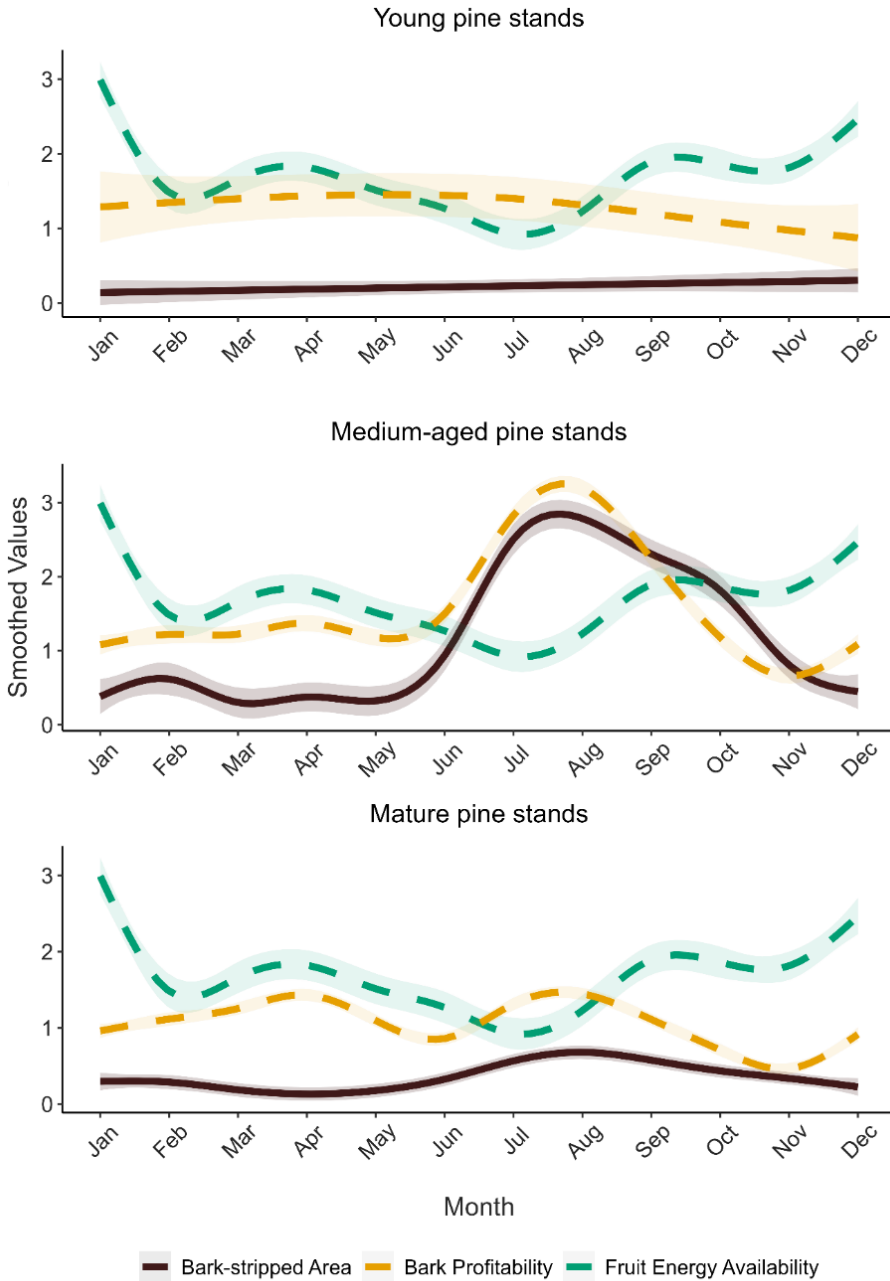 Young pine stands
3
2
1
0
Jan Feb Mar Apr May Jun Jul Aug Sep Oct Nov Dec
Medium-aged pine stands
Smoothed Values
3
2
1
0
Jan Feb Mar Apr May Jun Jul Aug Sep Oct Nov Dec
Mature pine stands
3
2
1
0
Jan Feb Mar Apr May Jun Jul Aug Sep Oct Nov Dec
Month
Bark-stripped Area Bark Profitability Fruit Energy Availability